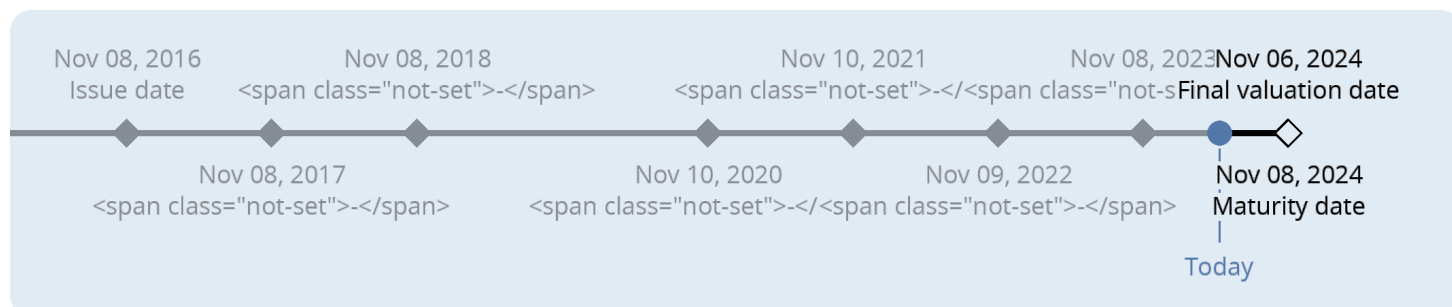 Nov 08, 2016
Issue date
Nov 08, 2018
<span class="not-set">-</span>
Nov 10, 2021
<span class="not-set">-</
Nov 08, 2023
<span class="not-s
Nov 06, 2024
Final valuation date
Nov 08, 2017
<span class="not-set">-</span>
Nov 10, 2020
<span class="not-set">-</
Nov 09, 2022
<span class="not-set">-</span>
Nov 08, 2024
Maturity date
Today